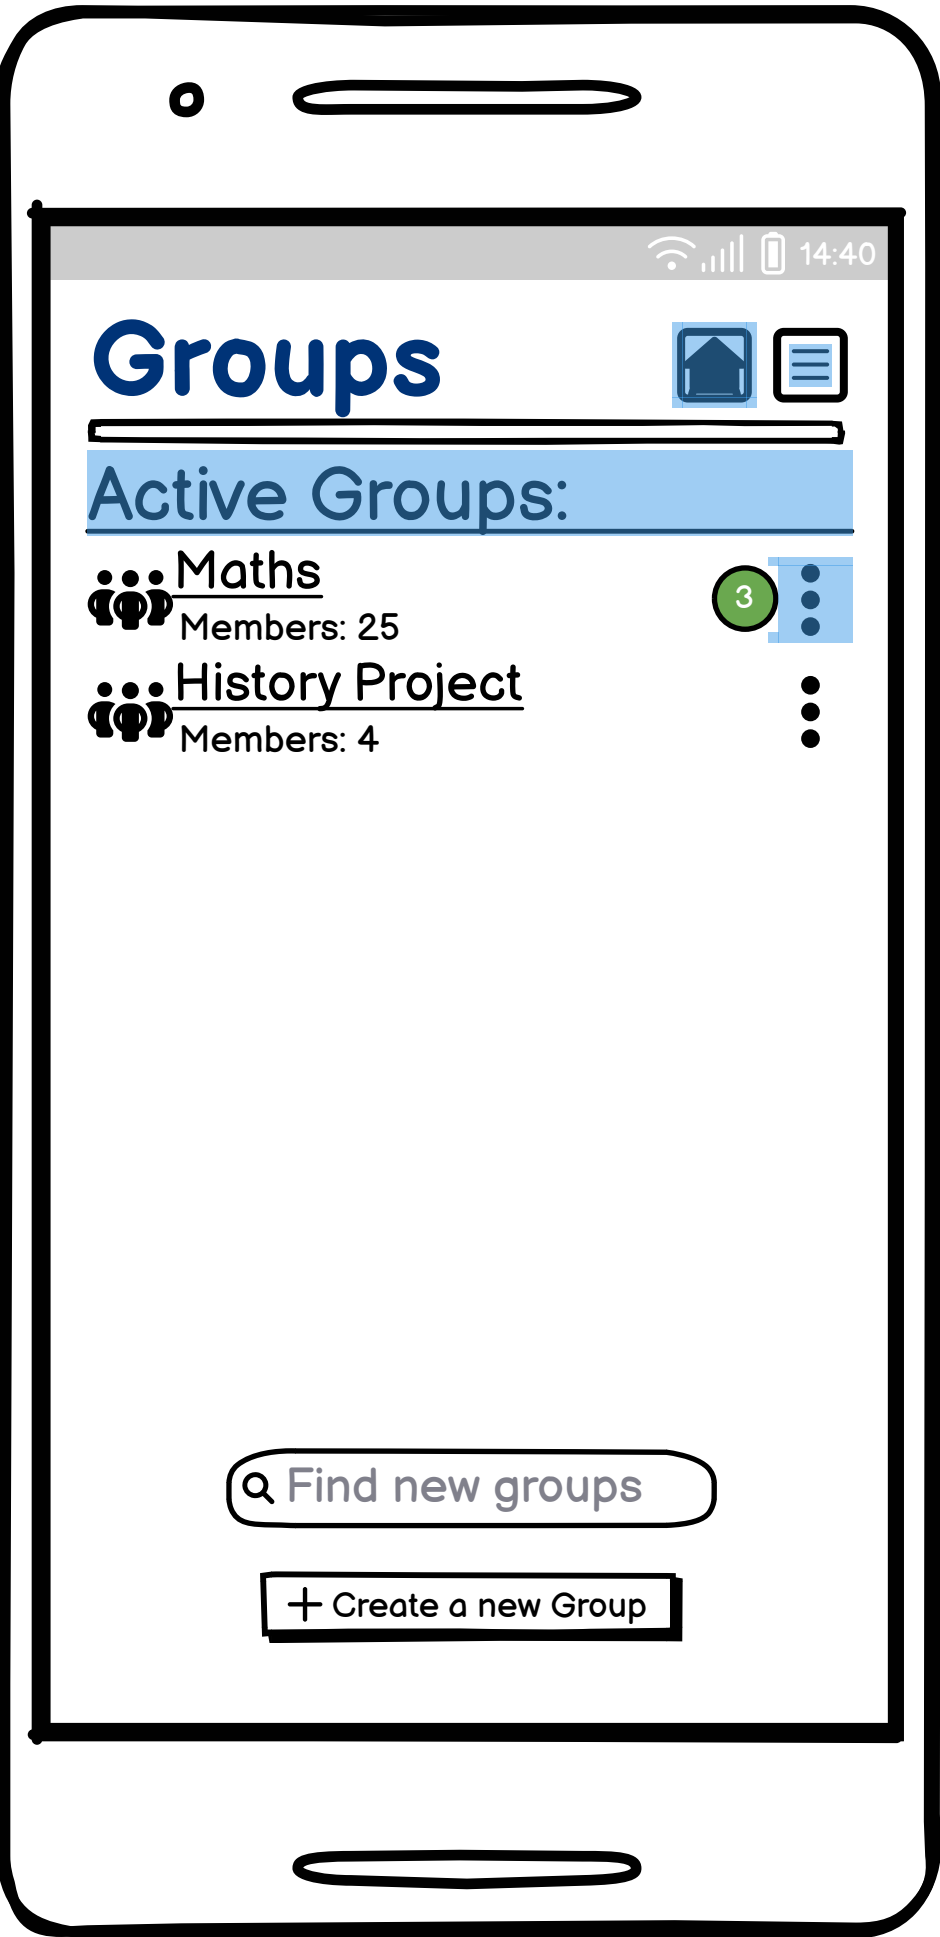 14:40
Groups
Active Groups:
Maths
3
Members: 25
History Project
Members: 4
Find new groups
Create a new Group